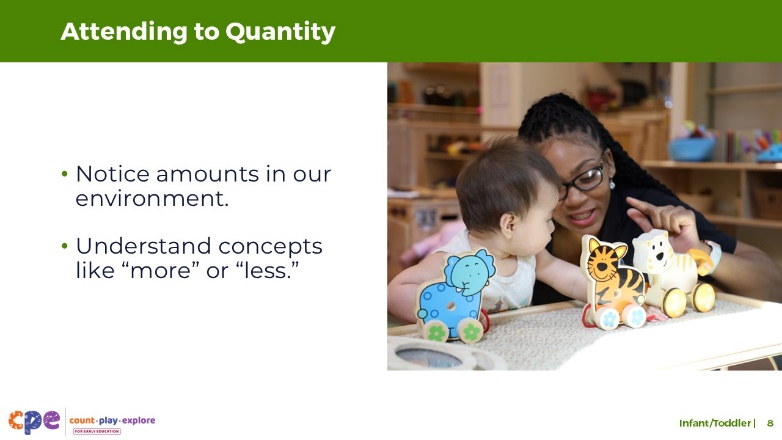 Attending to Quantity
• Notice amounts in our
environment.
• Understand concepts
like “more” or “less.”
cpe
count·play·explore
FOR EARLY EDUCATION
Infant/Toddler | 8